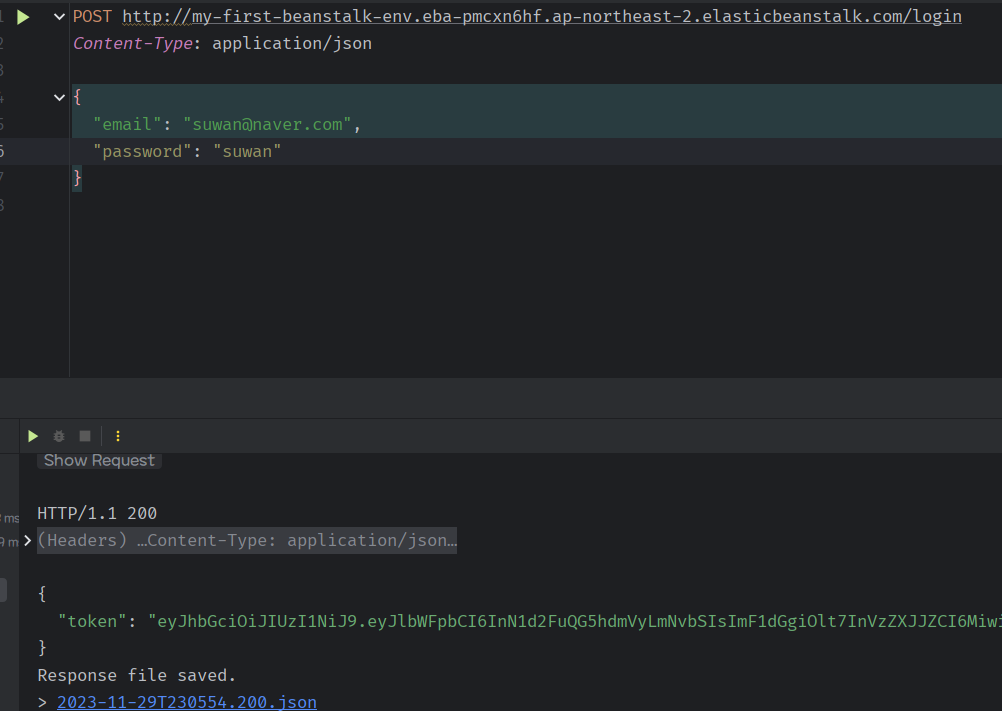 POST http://my-first-beanstalk-env.eba-pmcxn6hf.ap-northeast-2.elasticbeanstalk.com/login
2 Content-Type: application/json
3
4 {
5 "email": "suwan@naver.com",
6 "password": "suwan"
7 }
8
Show Request
HTTP/1.1 200
ms
(Headers) …Content-Type: application/json…
9 m
{
"token": "eyJhbGciOiJIUzI1NiJ9.eyJlbWFpbCI6InN1d2FuQG5hdmVyLmNvbSIsImF1dGgiOlt7InVzZXJJZCI6Miwi
}
Response file saved.
> 2023-11-29T230554.200.json